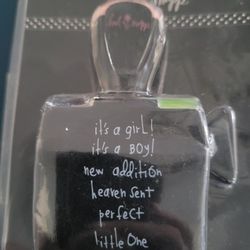 it's a girl!
it's a BOY!
new addition
heaven sent
perfect
little one